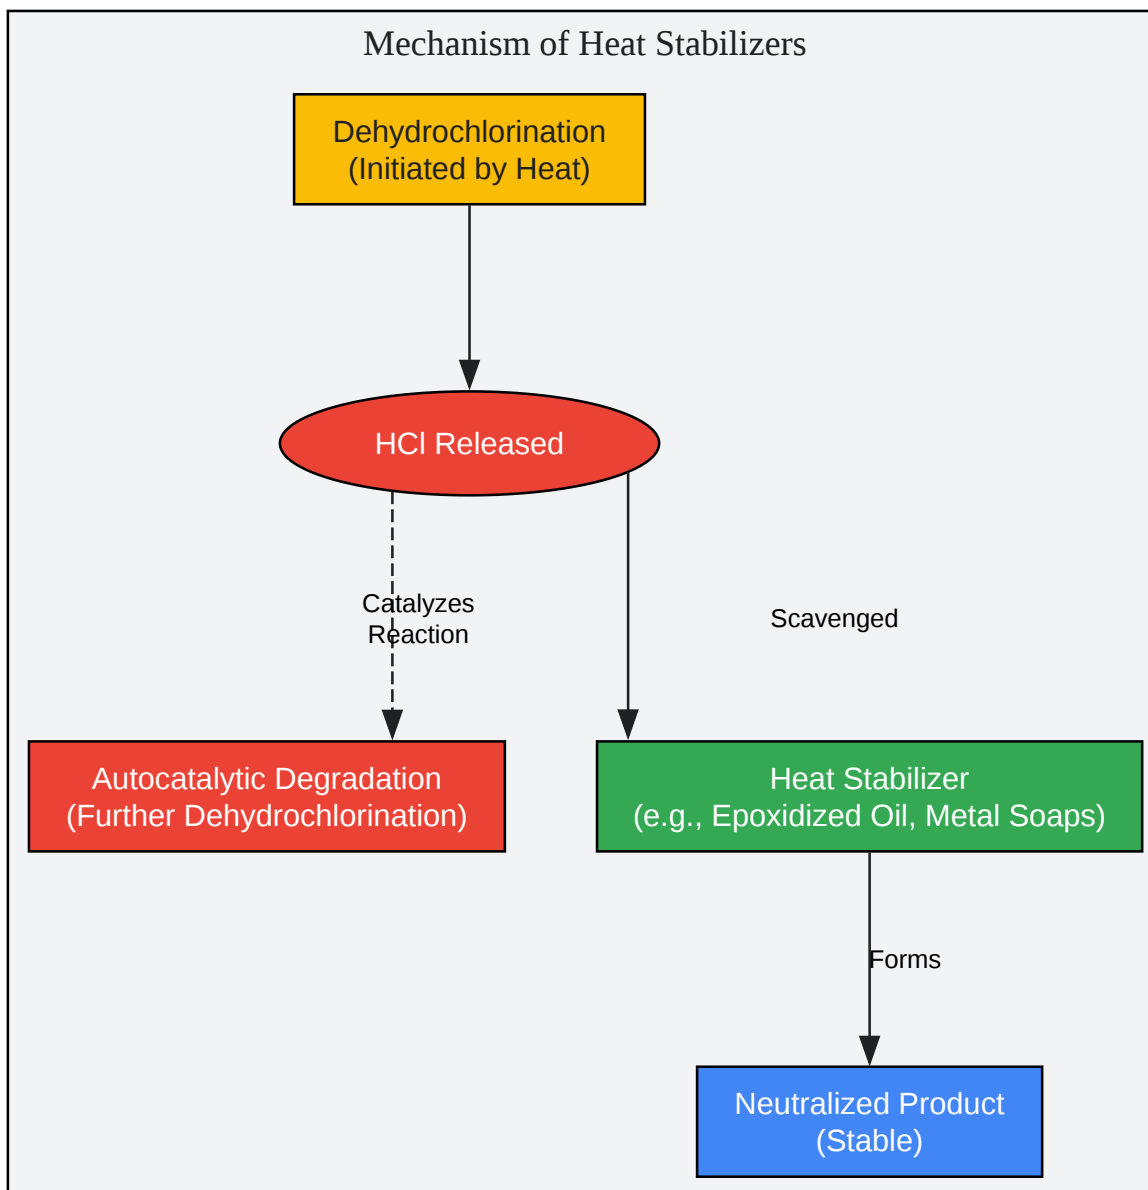 Mechanism of Heat Stabilizers
Dehydrochlorination
(Initiated by Heat)
HCl Released
Catalyzes
Reaction
Scavenged
Autocatalytic Degradation
(Further Dehydrochlorination)
Heat Stabilizer
(e.g., Epoxidized Oil, Metal Soaps)
Forms
Neutralized Product
(Stable)